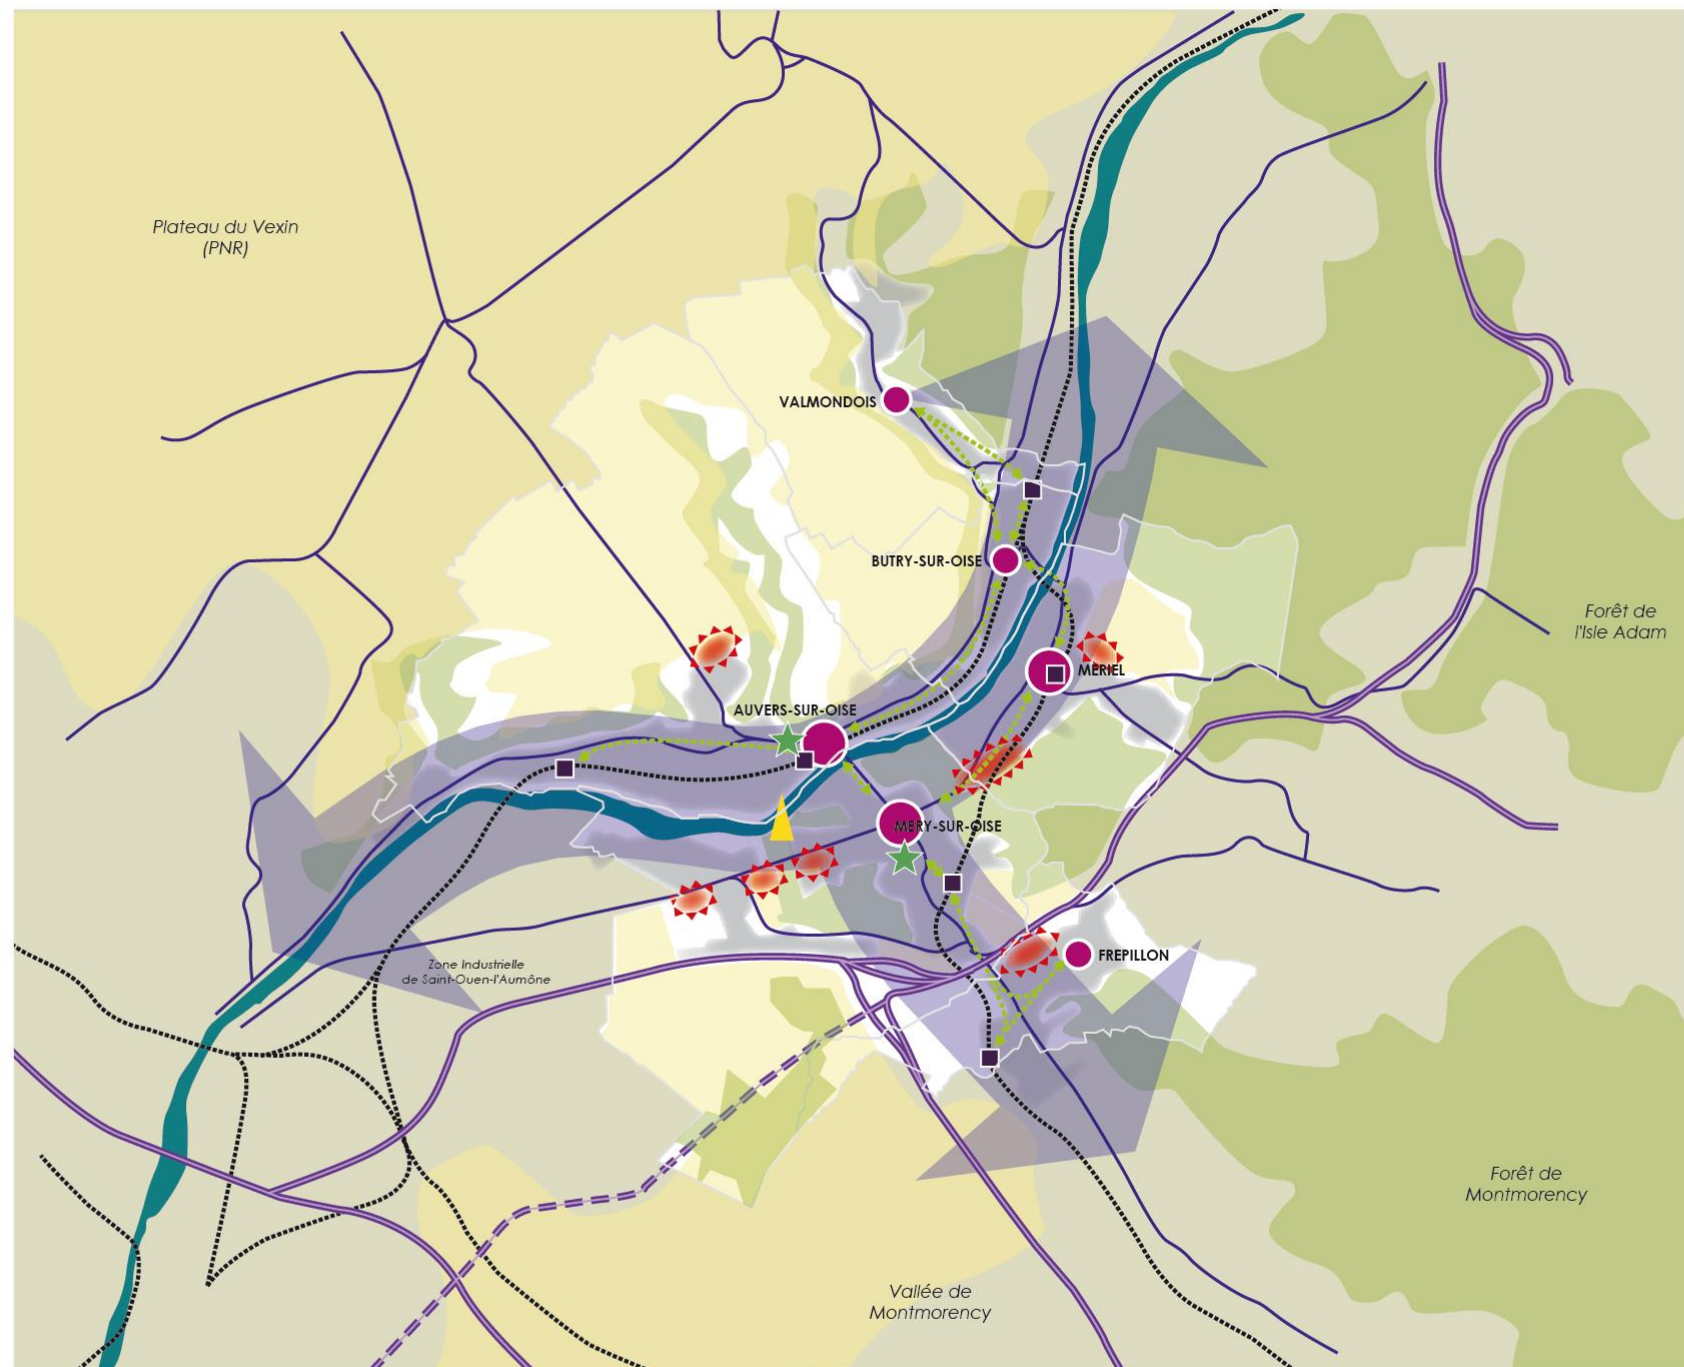 Plateau du Vexin
(PNR)
VALMONDOIS
BUTRY-SUR-OISE
Forêt de
l'Isle Adam
MERIEL
AUVERS-SUR-OISE
MERY-SUR-OISE
FREPILLON
Zone Industrielle
de Saint-Ouen-l'Aumône
Forêt de
Montmorency
Vallée de
Montmorency